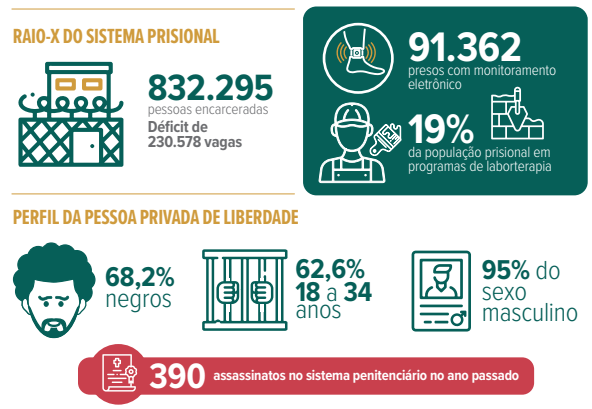 RAIO-X DO SISTEMA PRISIONAL
832.295
pessoas encarceradas
Déficit de
230.578 vagas
91.362
presos com monitoramento
eletrônico
19%
da população prisional em
programas de laborterapia
PERFIL DA PESSOA PRIVADA DE LIBERDADE
68,2%
negros
62,6%
18 a 34
anos
95% do
sexo
masculino
390 assassinatos no sistema penitenciário no ano passado